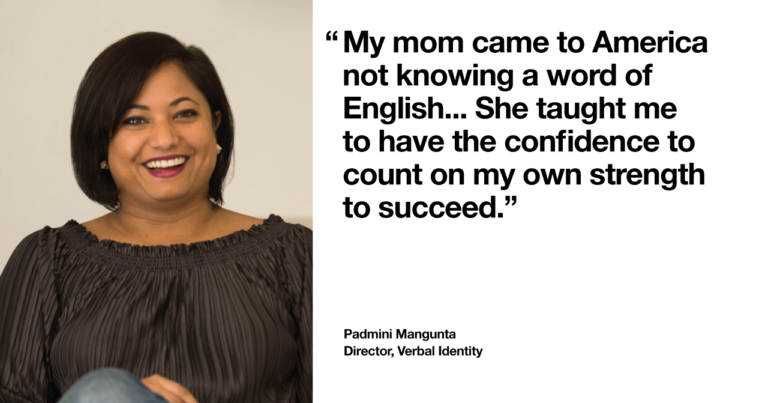 “My mom came to America
not knowing a word of
English... She taught me
to have the confidence to
count on my own strength
to succeed.”
Padmini Mangunta
Director, Verbal Identity